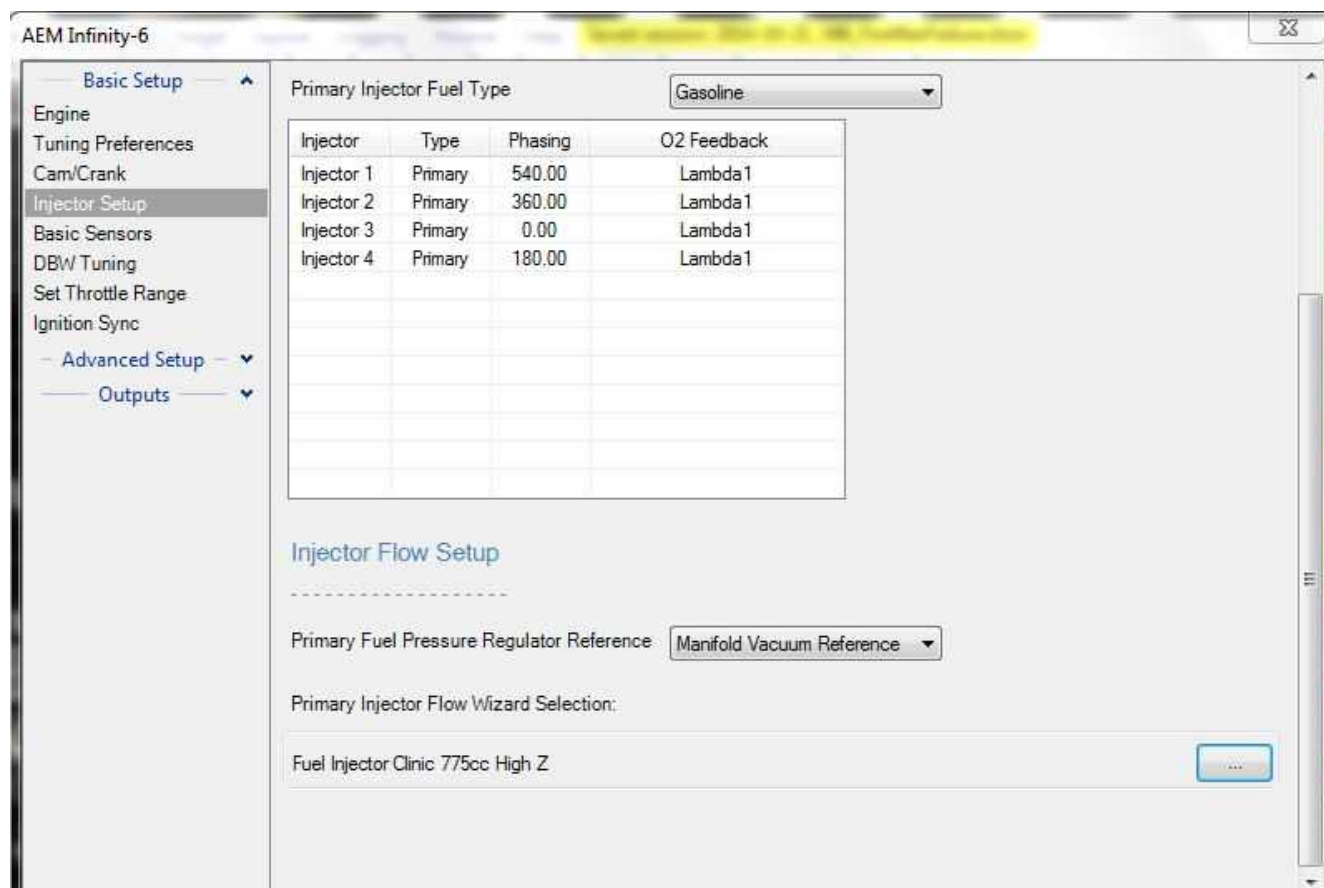 AEM Infinity-6
Basic Setup
Engine
Tuning Preferences
Cam/Crank
Injector Setup
Basic Sensors
DBW Tuning
Set Throttle Range
Ignition Sync
Advanced Setup
Outputs
Primary Injector Fuel Type Gasoline
Injector Type Phasing O2 Feedback
Injector 1 Primary 540.00 Lambda1
Injector 2 Primary 360.00 Lambda1
Injector 3 Primary 0.00 Lambda1
Injector 4 Primary 180.00 Lambda1
Injector Flow Setup
-------------------
Primary Fuel Pressure Regulator Reference Manifold Vacuum Reference
Primary Injector Flow Wizard Selection:
Fuel Injector Clinic 775cc High Z ...